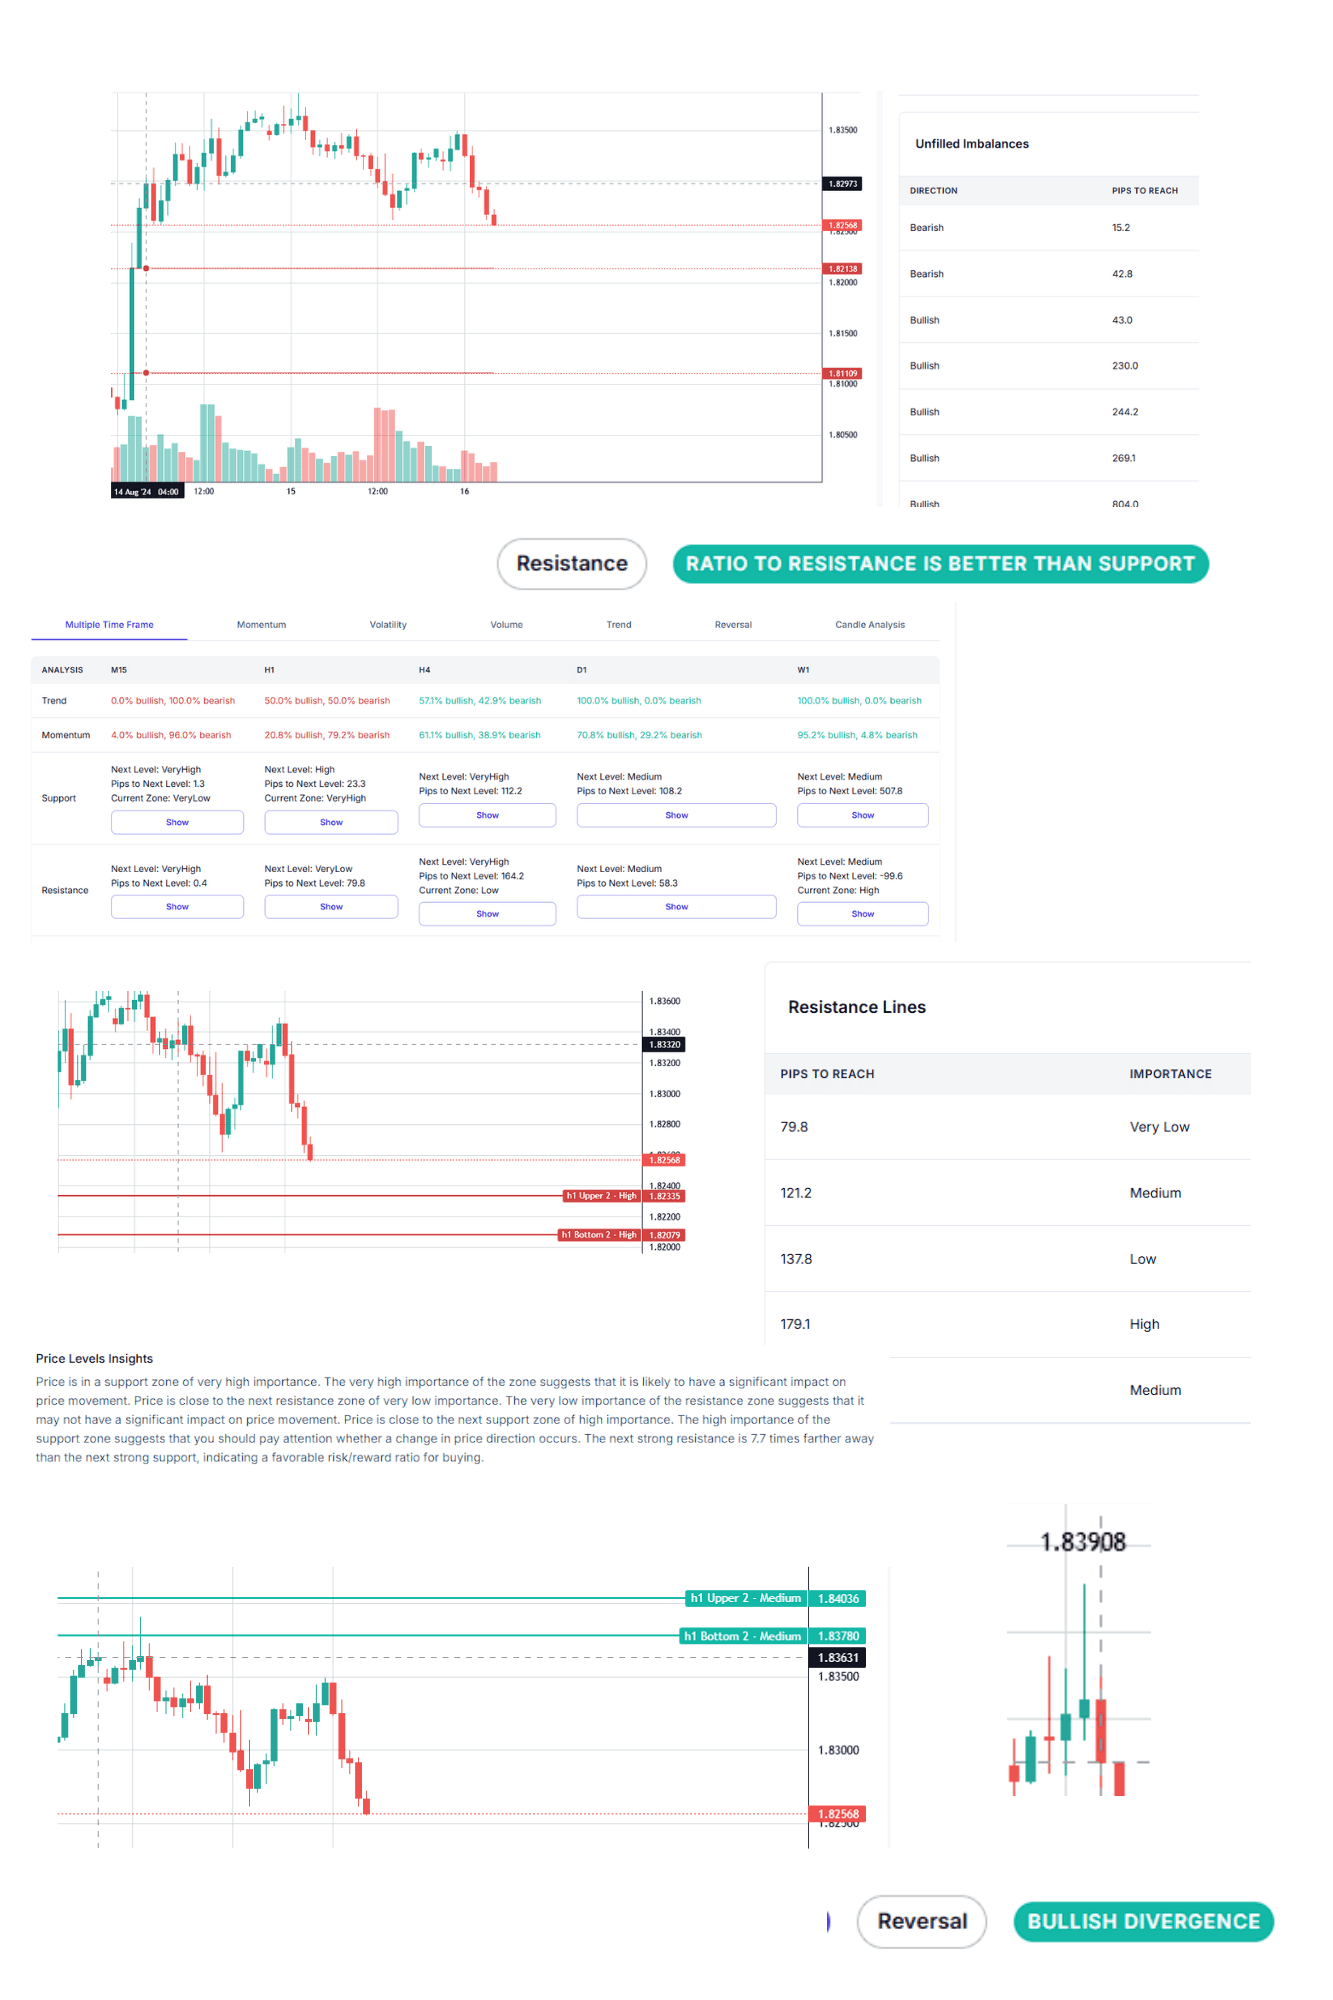 1.83500
1.82973
1.82568
1.82500
1.82138
1.82000
1.81500
1.81109
1.81000
1.80500
14 Aug '24 04:00 12:00 15 12:00 16
Unfilled Imbalances
DIRECTION PIPS TO REACH
Bearish 15.2
Bearish 42.8
Bullish 43.0
Bullish 230.0
Bullish 244.2
Bullish 269.1
Bullish 804.0
Resistance RATIO TO RESISTANCE IS BETTER THAN SUPPORT
Multiple Time Frame Momentum Volatility Volume Trend Reversal Candle Analysis
ANALYSIS M15 H1 H4 D1 W1
Trend 0.0% bullish, 100.0% bearish 50.0% bullish, 50.0% bearish 57.1% bullish, 42.9% bearish 100.0% bullish, 0.0% bearish 100.0% bullish, 0.0% bearish
Momentum 4.0% bullish, 96.0% bearish 20.8% bullish, 79.2% bearish 61.1% bullish, 38.9% bearish 70.8% bullish, 29.2% bearish 95.2% bullish, 4.8% bearish
Support
Next Level: VeryHigh
Pips to Next Level: 1.3
Current Zone: VeryLow
Show
Next Level: High
Pips to Next Level: 23.3
Current Zone: VeryHigh
Show
Next Level: VeryHigh
Pips to Next Level: 112.2
Show
Next Level: Medium
Pips to Next Level: 108.2
Show
Next Level: Medium
Pips to Next Level: 507.8
Show
Resistance
Next Level: VeryHigh
Pips to Next Level: 0.4
Show
Next Level: VeryLow
Pips to Next Level: 79.8
Show
Next Level: VeryHigh
Pips to Next Level: 164.2
Current Zone: Low
Show
Next Level: Medium
Pips to Next Level: 58.3
Show
Next Level: Medium
Pips to Next Level: -99.6
Current Zone: High
Show
1.83600
1.83400
1.83320
1.83200
1.83000
1.82800
1.82568
1.82400
h1 Upper 2 - High 1.82335
1.82200
h1 Bottom 2 - High 1.82079
1.82000
Resistance Lines
PIPS TO REACH IMPORTANCE
79.8 Very Low
121.2 Medium
137.8 Low
179.1 High
Medium
Price Levels Insights
Price is in a support zone of very high importance. The very high importance of the zone suggests that it is likely to have a significant impact on
price movement. Price is close to the next resistance zone of very low importance. The very low importance of the resistance zone suggests that it
may not have a significant impact on price movement. Price is close to the next support zone of high importance. The high importance of the
support zone suggests that you should pay attention whether a change in price direction occurs. The next strong resistance is 7.7 times farther away
than the next strong support, indicating a favorable risk/reward ratio for buying.
1.83908
h1 Upper 2 - Medium 1.84036
h1 Bottom 2 - Medium 1.83780
1.83631
1.83500
1.83000
1.82568
1.82500
Reversal BULLISH DIVERGENCE